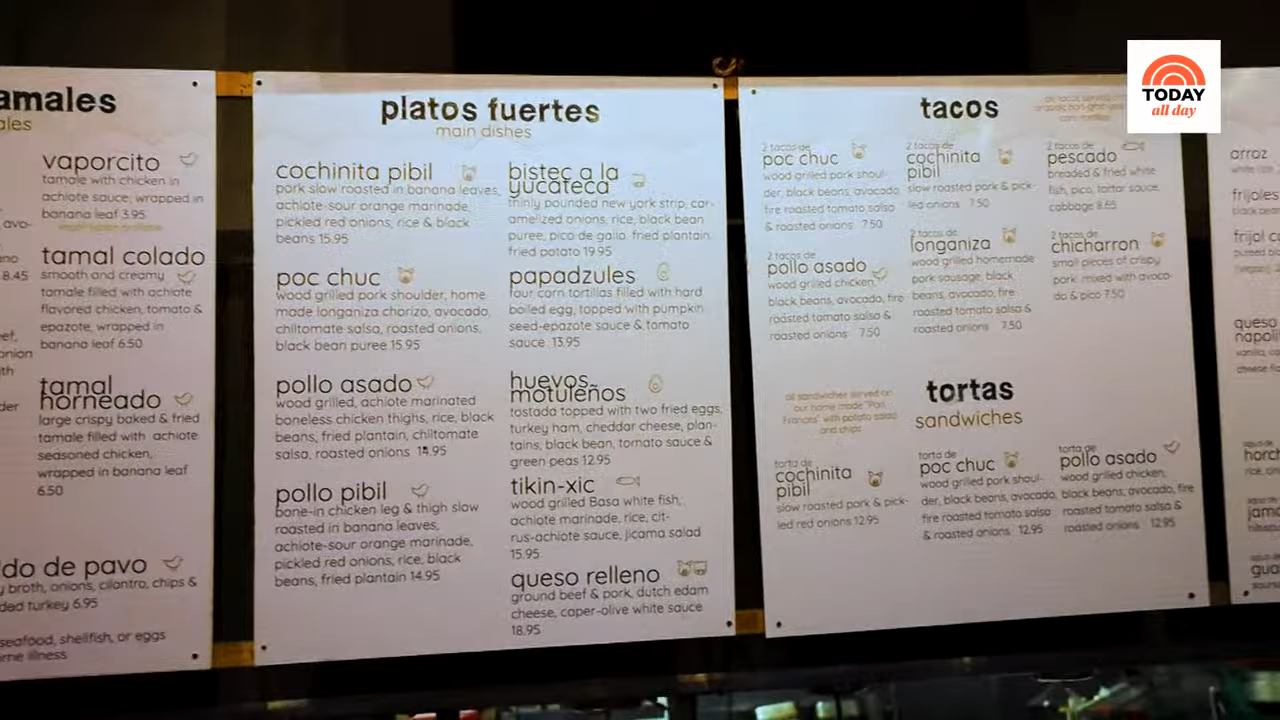 amales
ales
vaporcito
tamale with chicken in
achiote sauce, wrapped in
banana leaf 3.95
tamal colado
smooth and creamy
tamale filled with achiote
flavored chicken, tomato &
epazote, wrapped in
banana leaf 6.50
tamal
horneado
large crispy baked & fried
tamale filled with achiote
seasoned chicken,
wrapped in banana leaf
6.50
avo-
8.45
onion
do de pavo
broth, onions, cilantro, chips &
ded turkey 6.95
seafood, shellfish, or eggs
illness
platos fuertes
main dishes
cochinita pibil
pork slow roasted in banana leaves,
achiote-sour orange marinade,
pickled red onions, rice & black
beans 15.95
poc chuc
wood grilled pork shoulder, home
made longaniza chorizo, avocado,
chiltomate salsa, roasted onions,
black bean puree 15.95
pollo asado
wood grilled, achiote marinated
boneless chicken thighs, rice, black
beans, fried plantain, chiltomate
salsa, roasted onions 14.95
pollo pibil
bone-in chicken leg & thigh slow
roasted in banana leaves,
achiote-sour orange marinade,
pickled red onions, rice, black
beans, fried plantain 14.95
bistec a la
yucateca
thinly pounded new york strip, car-
amelized onions, rice, black bean
puree, pico de gallo, fried plantain,
fried potato 19.95
papadzules
four corn tortillas filled with hard
boiled egg, topped with pumpkin
seed-epazote sauce & tomato
sauce 13.95
huevos
motuleños
tostada topped with two fried eggs,
turkey ham, cheddar cheese, plan-
tains, black bean, tomato sauce &
green peas 12.95
tikin-xic
wood grilled Basa white fish,
achiote marinade, rice, cit-
rus-achiote sauce, jicama salad
15.95
queso relleno
ground beef & pork, dutch edam
cheese, caper-olive white sauce
18.95
tacos
2 tacos de
poc chuc
wood grilled pork shoul-
der, black beans, avocado,
fire roasted tomato salsa
& roasted onions 7.50
2 tacos de
cochinita
pibil
slow roasted pork & pick-
led onions 7.50
2 tacos de
pescado
breaded & fried white
fish, pico, tartar sauce,
cabbage 8.65
2 tacos de
pollo asado
wood grilled chicken,
black beans, avocado, fire
roasted tomato salsa &
roasted onions 7.50
2 tacos de
longaniza
wood grilled homemade
pork sausage, black
beans, avocado, fire
roasted tomato salsa &
roasted onions 7.50
2 tacos de
chicharron
small pieces of crispy
pork mixed with avoca-
do & pico 7.50
all sandwiches served on
our home made "Pan
Frances" with potato salad
and chips
tortas
sandwiches
torta de
cochinita
pibil
slow roasted pork & pick-
led red onions 12.95
torta de
poc chuc
wood grilled pork shoul-
der, black beans, avocado,
fire roasted tomato salsa
& roasted onions 12.95
torta de
pollo asado
wood grilled chicken,
black beans, avocado, fire
roasted tomato salsa &
roasted onions 12.95
arroz
frijoles
frijol
queso
napoli
cheese
horch
jama
gua
TODAY
all day